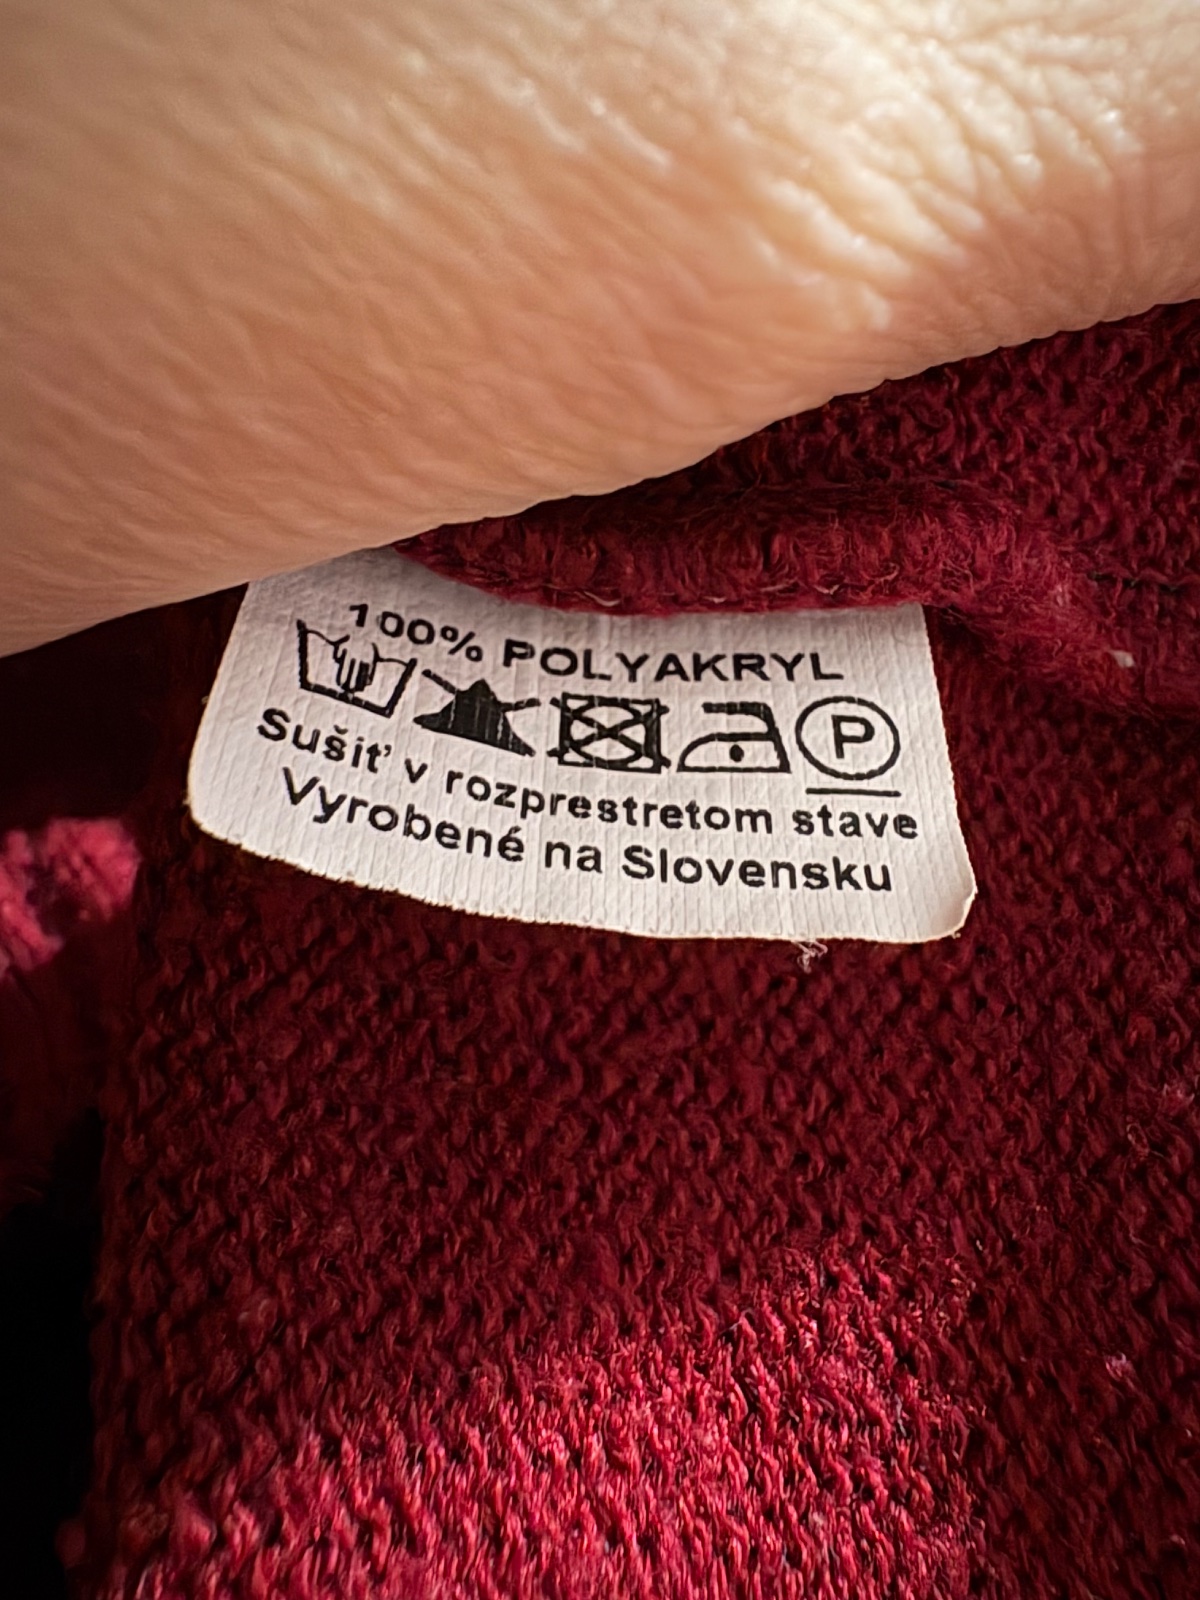 100% POLYAKRYL
P
Sušiť v rozprestretom stave
Vyrobené na Slovensku